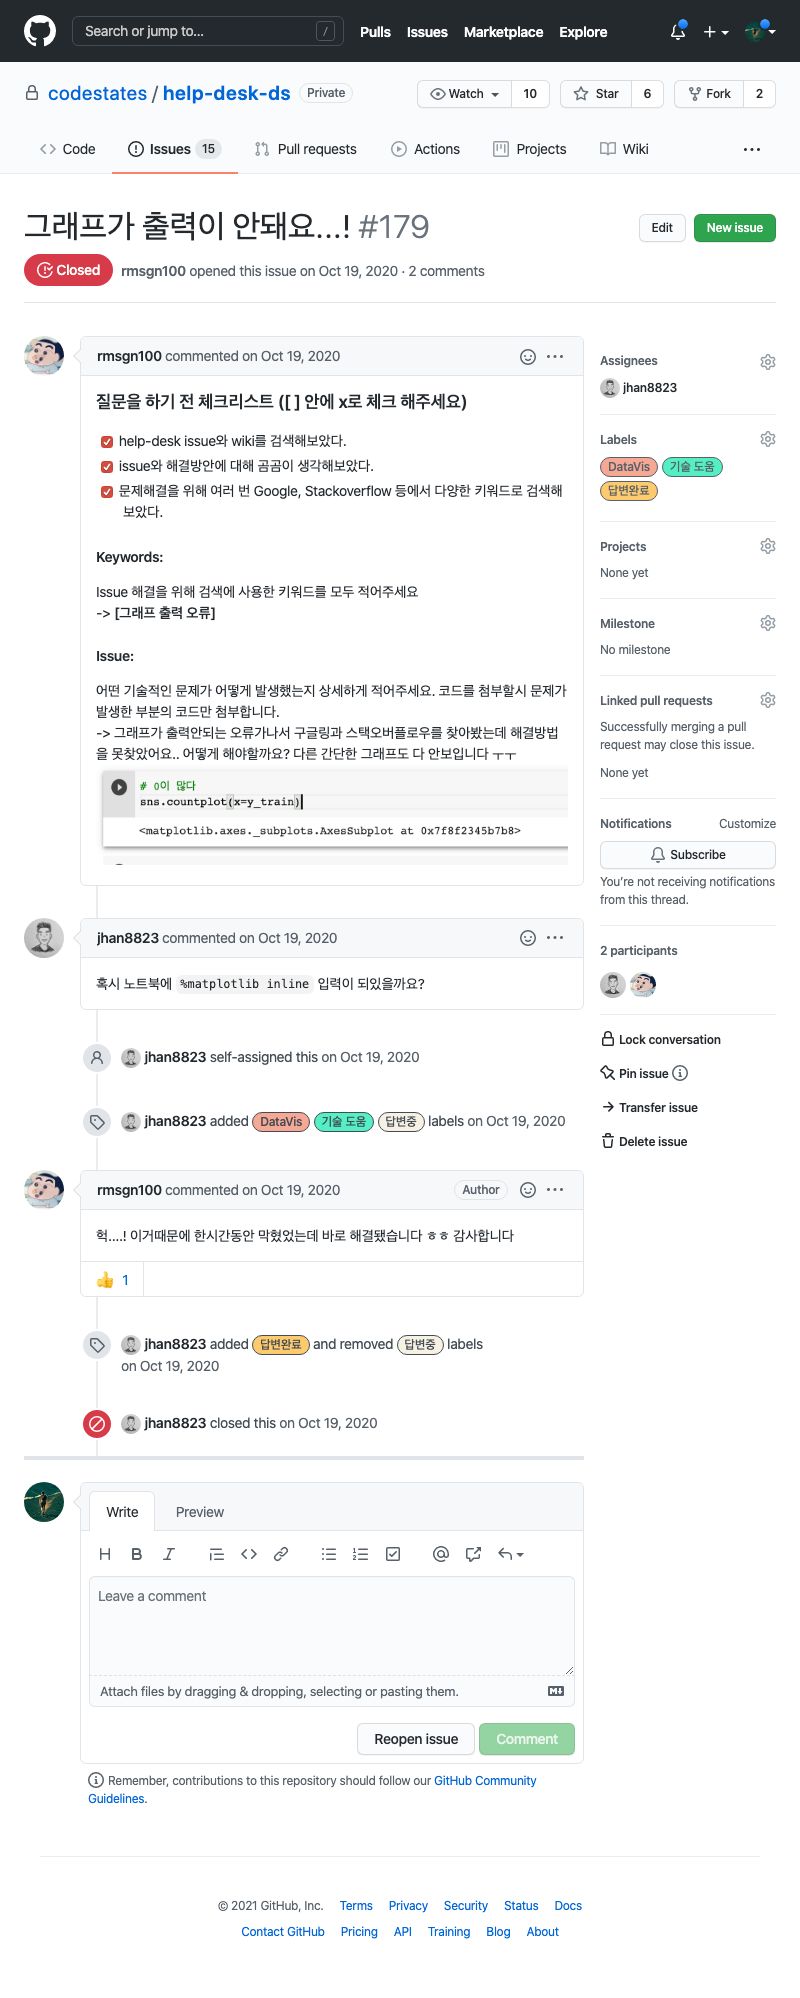 Search or jump to... /
Pulls Issues Marketplace Explore
codestates / help-desk-ds Private
Watch 10 Star 6 Fork 2
Code Issues 15 Pull requests Actions Projects Wiki ...
그래프가 출력이 안돼요...! #179
Edit New issue
Closed rmsgn100 opened this issue on Oct 19, 2020 · 2 comments
rmsgn100 commented on Oct 19, 2020
질문을 하기 전 체크리스트 ([ ] 안에 x로 체크 해주세요)
help-desk issue와 wiki를 검색해보았다.
issue와 해결방안에 대해 곰곰이 생각해보았다.
문제해결을 위해 여러 번 Google, Stackoverflow 등에서 다양한 키워드로 검색해
보았다.
Keywords:
Issue 해결을 위해 검색에 사용한 키워드를 모두 적어주세요
-> [그래프 출력 오류]
Issue:
어떤 기술적인 문제가 어떻게 발생했는지 상세하게 적어주세요. 코드를 첨부할시 문제가
발생한 부분의 코드만 첨부합니다.
-> 그래프가 출력안되는 오류가나서 구글링과 스택오버플로우를 찾아봤는데 해결방법
을 못찾았어요.. 어떻게 해야할까요? 다른 간단한 그래프도 다 안보입니다 ㅜㅜ
# 0이 많다
sns.countplot(x=y_train)
<matplotlib.axes._subplots.AxesSubplot at 0x7f8f2345b7b8>
jhan8823 commented on Oct 19, 2020
혹시 노트북에 %matplotlib inline 입력이 되있을까요?
jhan8823 self-assigned this on Oct 19, 2020
jhan8823 added DataVis 기술 도움 답변중 labels on Oct 19, 2020
rmsgn100 commented on Oct 19, 2020 Author
헉....! 이거때문에 한시간동안 막혔었는데 바로 해결됐습니다 ㅎㅎ 감사합니다
👍 1
jhan8823 added 답변완료 and removed 답변중 labels
on Oct 19, 2020
jhan8823 closed this on Oct 19, 2020
Write Preview
H B I @
Leave a comment
Attach files by dragging & dropping, selecting or pasting them.
Reopen issue Comment
Remember, contributions to this repository should follow our GitHub Community
Guidelines.
Assignees
jhan8823
Labels
DataVis 기술 도움
답변완료
Projects
None yet
Milestone
No milestone
Linked pull requests
Successfully merging a pull
request may close this issue.
None yet
Notifications Customize
Subscribe
You're not receiving notifications
from this thread.
2 participants
Lock conversation
Pin issue
Transfer issue
Delete issue
© 2021 GitHub, Inc. Terms Privacy Security Status Docs
Contact GitHub Pricing API Training Blog About